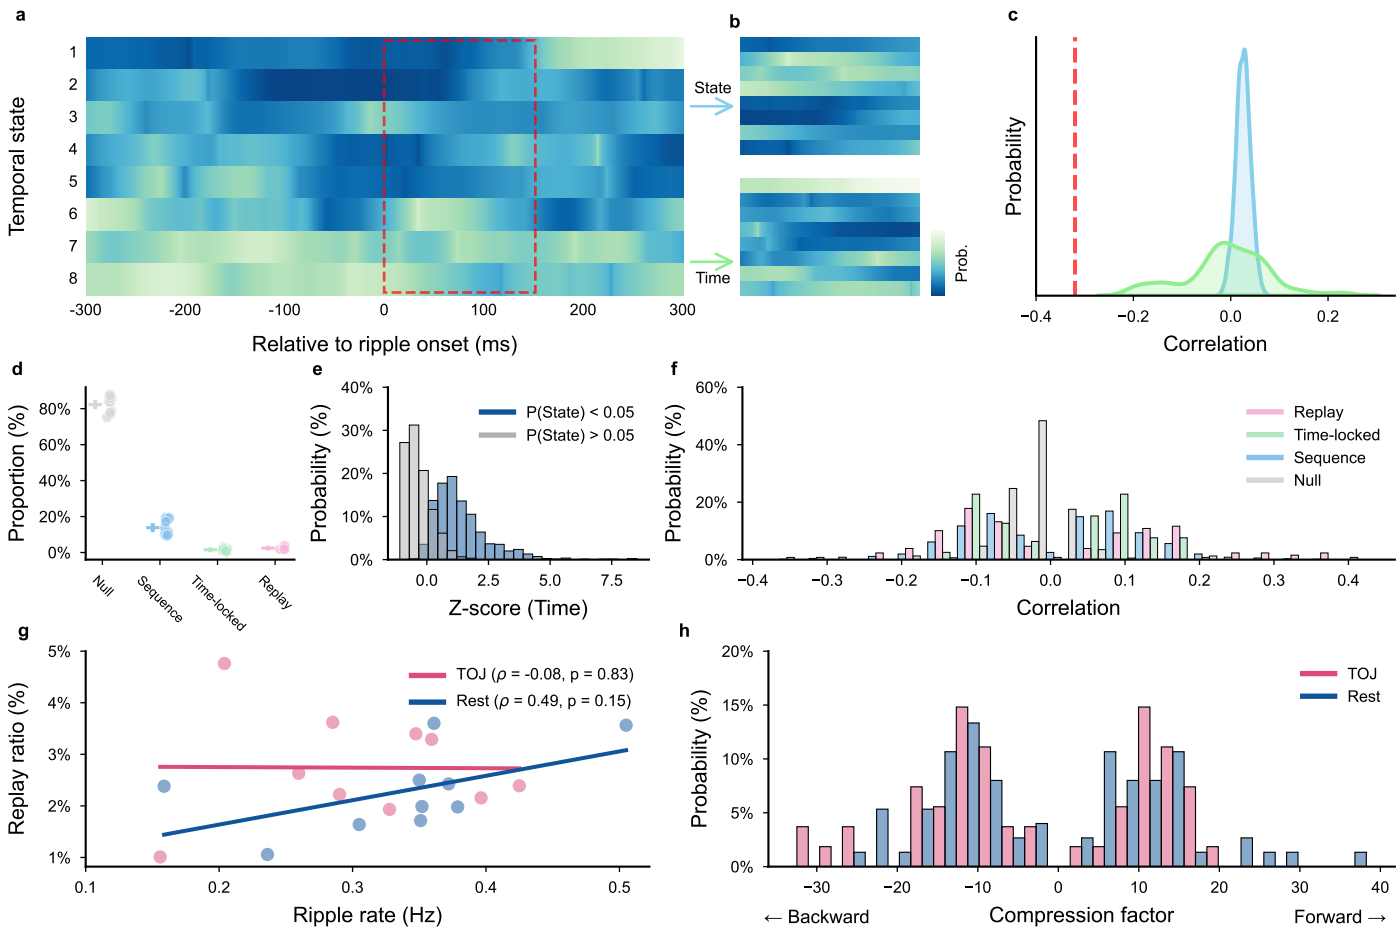 a
Temporal state
1
2
3
4
5
6
7
8
-300 -200 -100 0 100 200 300
Relative to ripple onset (ms)
State
Time
b
Prob.
c
Probability
−0.4 −0.2 0.0 0.2
Correlation
d
Proportion (%)
80%
60%
40%
20%
0%
Null Sequence Time-locked Replay
e
Probability (%)
40%
30%
20%
10%
0%
P(State) < 0.05
P(State) > 0.05
0.0 2.5 5.0 7.5
Z-score (Time)
f
Probability (%)
60%
40%
20%
0%
Replay
Time-locked
Sequence
Null
−0.4 −0.3 −0.2 −0.1 0.0 0.1 0.2 0.3 0.4
Correlation
g
Replay ratio (%)
5%
4%
3%
2%
1%
TOJ (ρ = -0.08, p = 0.83)
Rest (ρ = 0.49, p = 0.15)
0.1 0.2 0.3 0.4 0.5
Ripple rate (Hz)
h
Probability (%)
20%
15%
10%
5%
0%
TOJ
Rest
−30 −20 −10 0 10 20 30 40
← Backward Compression factor Forward →